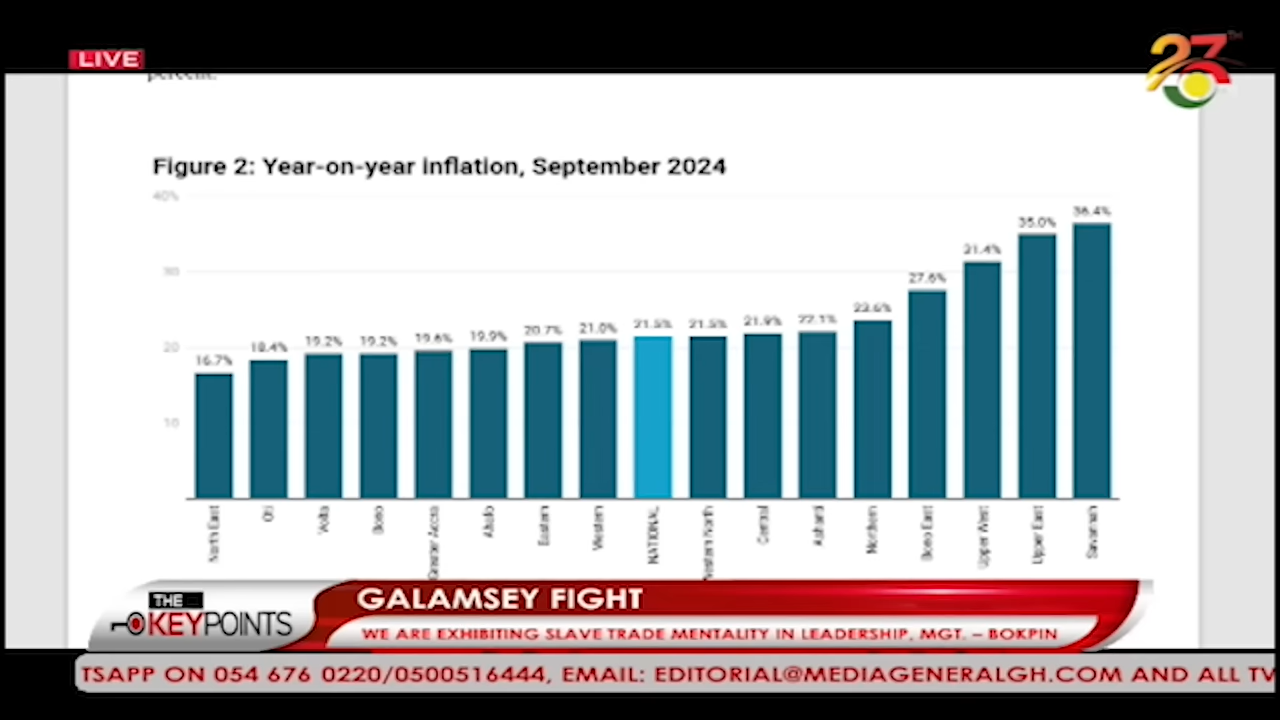 LIVE
23
TH
percent.
Figure 2: Year-on-year inflation, September 2024
40%
30
20
10
16.7%
18.4%
19.2%
19.2%
19.6%
19.9%
20.7%
21.0%
21.5%
21.5%
21.9%
22.1%
23.6%
27.6%
31.4%
35.0%
36.4%
North East
Oti
Volta
Bono
Greater Accra
Ahafo
Eastern
Western
NATIONAL
Western North
Central
Ashanti
Northern
Bono East
Upper West
Upper East
Savannah
THE
KEYPOINTS
GALAMSEY FIGHT
WE ARE EXHIBITING SLAVE TRADE MENTALITY IN LEADERSHIP, MGT. – BOKPIN
TSAPP ON 054 676 0220/0500516444, EMAIL: EDITORIAL@MEDIAGENERALGH.COM AND ALL TV